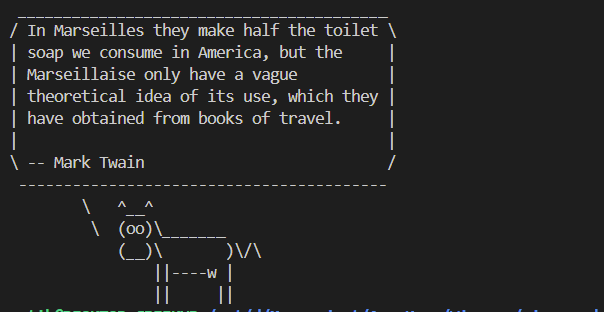 In Marseilles they make half the toilet
soap we consume in America, but the
Marseillaise only have a vague
theoretical idea of its use, which they
have obtained from books of travel.
-- Mark Twain
^__^
(oo)\_______
(__)\ )\/\
||----w |
|| ||